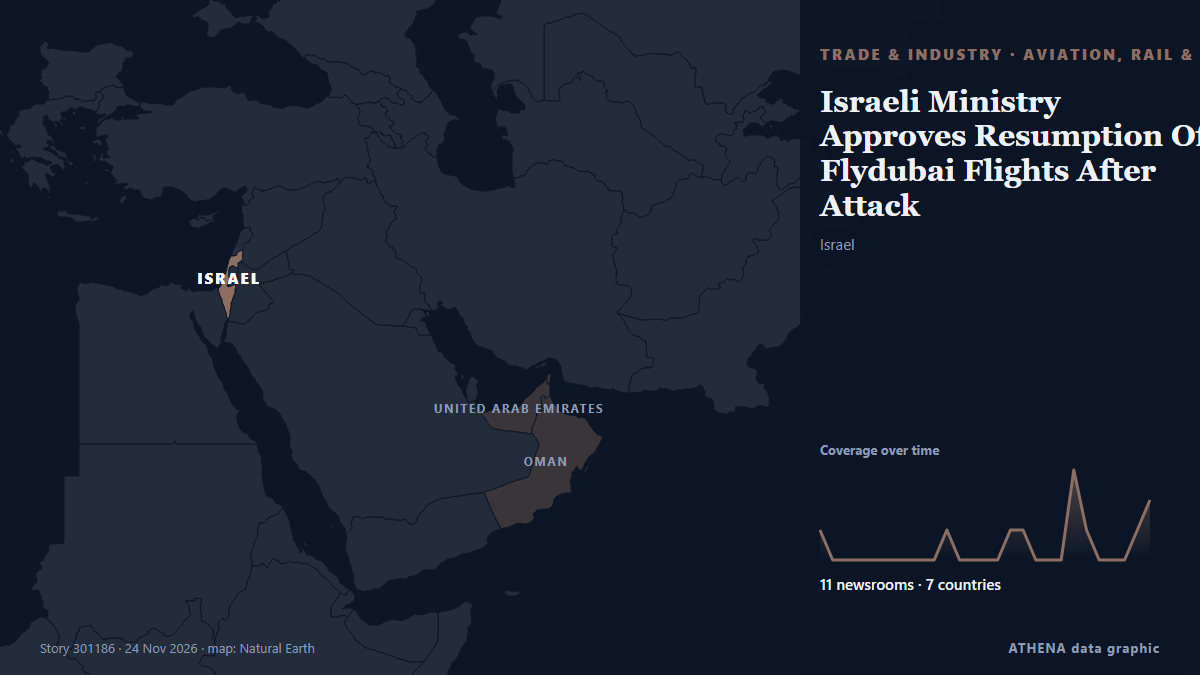 TRADE & INDUSTRY · AVIATION, RAIL &
Israeli Ministry
Approves Resumption Of
Flydubai Flights After
Attack
Israel
ISRAEL
UNITED ARAB EMIRATES
OMAN
Coverage over time
11 newsrooms · 7 countries
Story 301186 · 24 Nov 2026 · map: Natural Earth
ATHENA data graphic